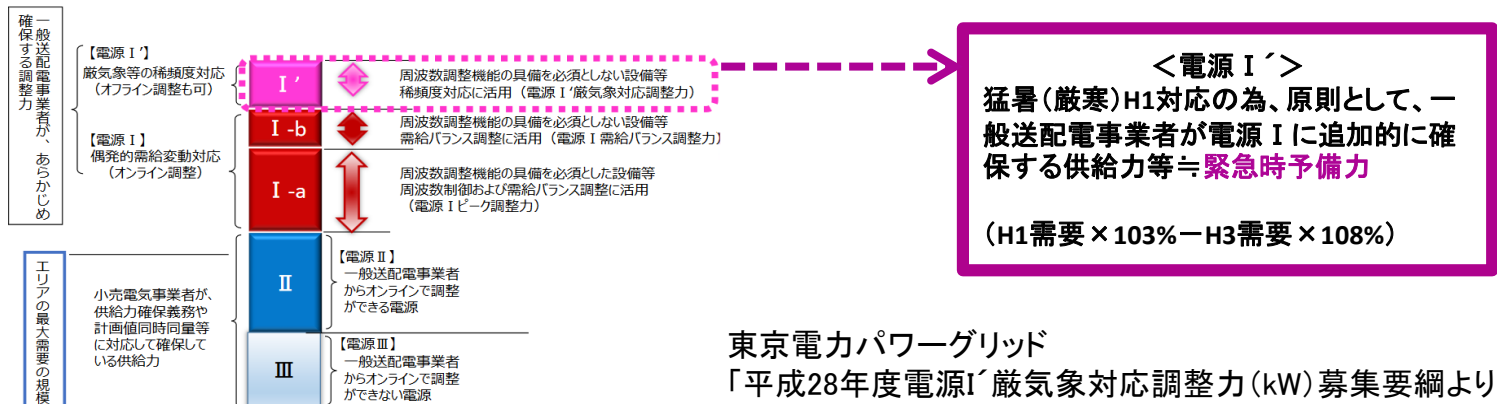 一般送配電事業者が、あらかじめ
確保する調整力
【電源Ⅰ’】
厳気象等の稀頻度対応
（オフライン調整も可）
Ⅰ’
周波数調整機能の具備を必須としない設備等
稀頻度対応に活用（電源Ⅰ’厳気象対応調整力）
【電源Ⅰ】
偶発的需給変動対応
（オンライン調整）
Ⅰ-b
周波数調整機能の具備を必須としない設備等
需給バランス調整に活用（電源Ⅰ需給バランス調整力）
Ⅰ-a
周波数調整機能の具備を必須とした設備等
周波数制御および需給バランス調整に活用
（電源Ⅰピーク調整力）
エリアの最大需要の規模
小売電気事業者が、
供給力確保義務や
計画値同時同量等
に対応して確保して
いる供給力
Ⅱ
【電源Ⅱ】
一般送配電事業者
からオンラインで調整
ができる電源
Ⅲ
【電源Ⅲ】
一般送配電事業者
からオンラインで調整
ができない電源
＜電源Ⅰ´＞
猛暑（厳寒）H1対応の為、原則として、一
般送配電事業者が電源Ⅰに追加的に確
保する供給力等≒緊急時予備力
（H1需要×103%－H3需要×108%）
東京電力パワーグリッド
「平成28年度電源I´厳気象対応調整力（kW）募集要綱より